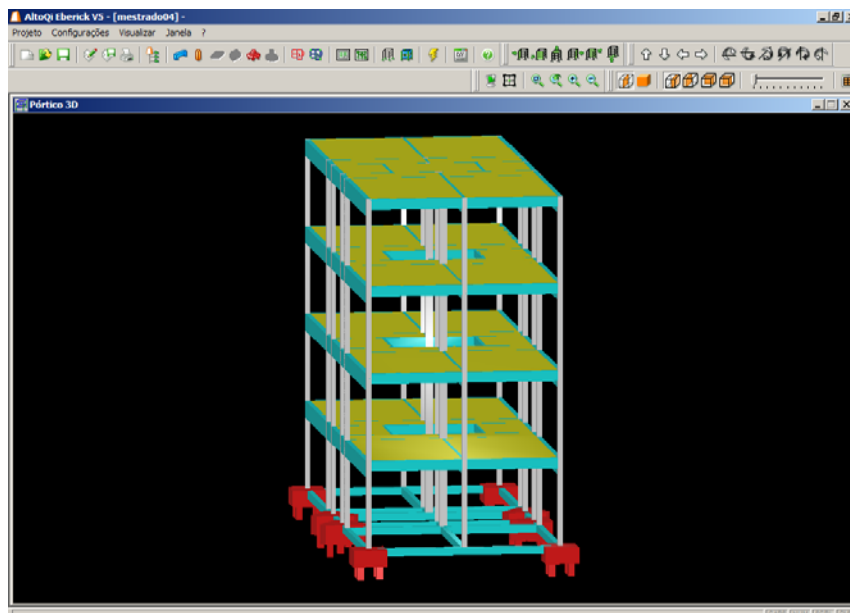 AltoQi Eberick V5 - [mestrado04] -
Projeto Configurações Visualizar Janela ?
Pórtico 3D